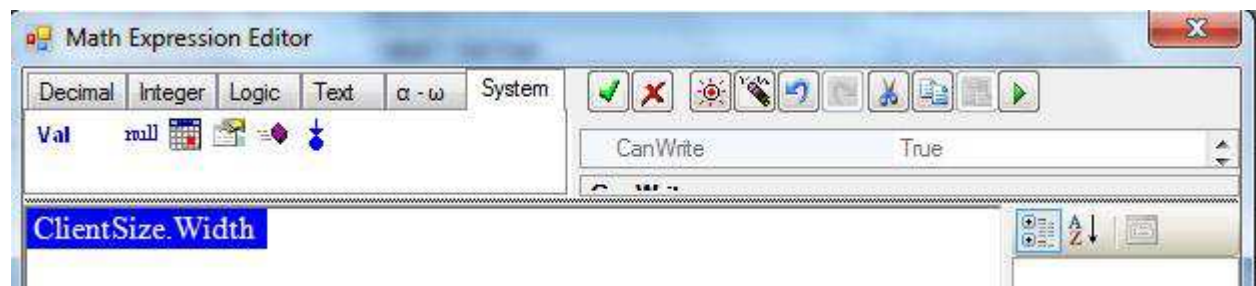 Math Expression Editor
Decimal Integer Logic Text α - ω System
Val null
CanWrite True
ClientSize.Width
A
Z